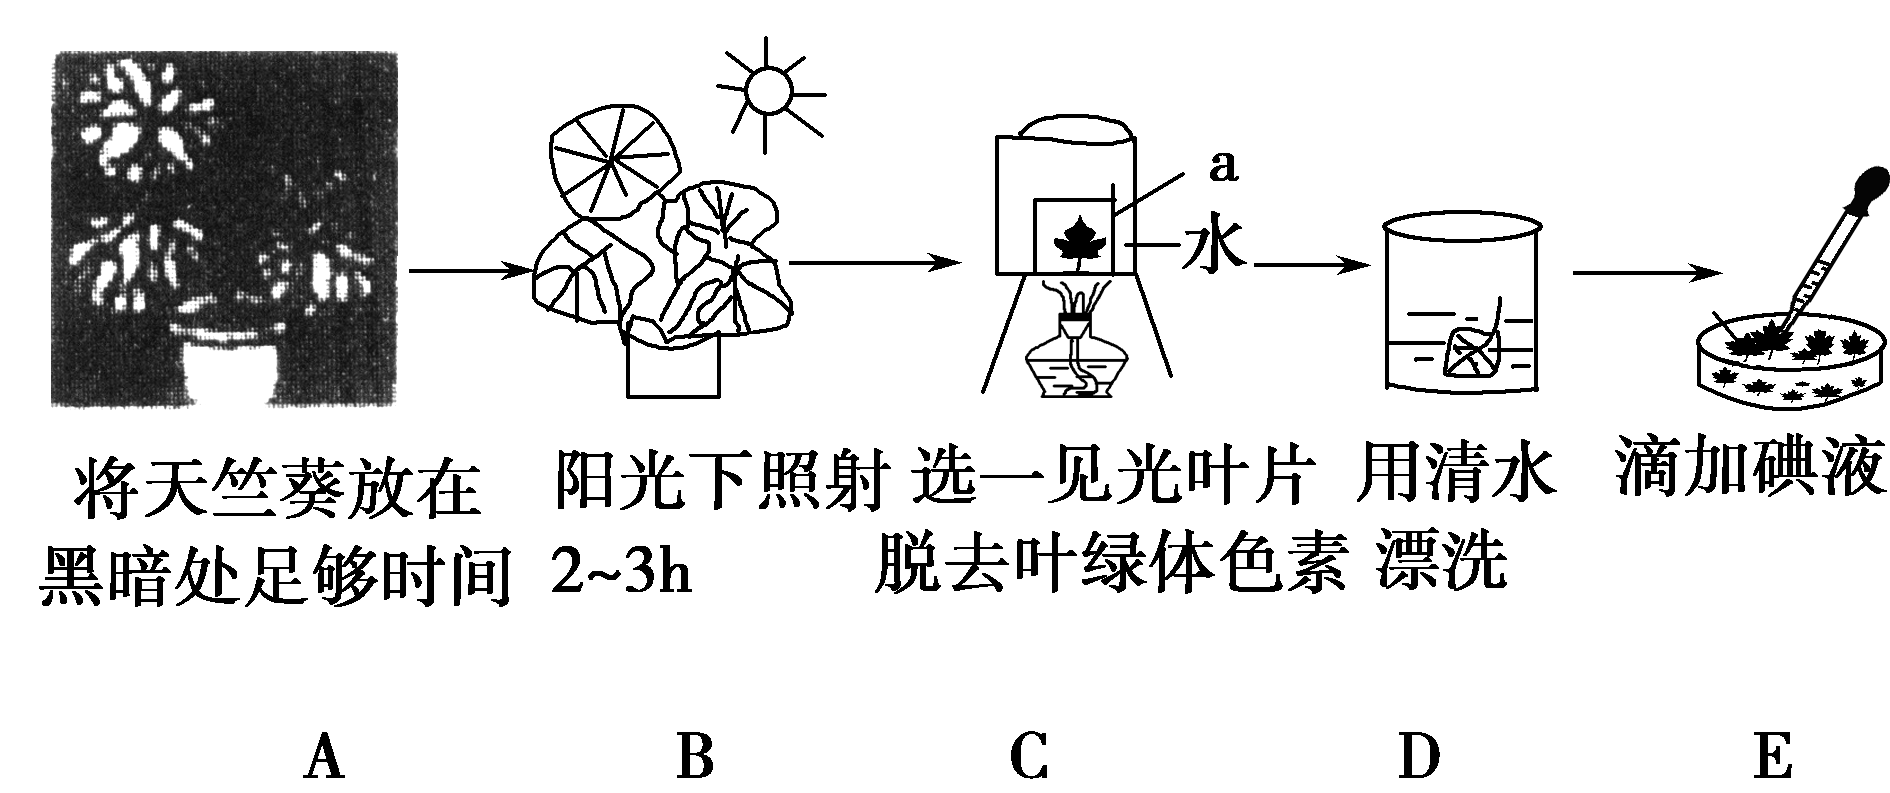 a
水
将天竺葵放在
黑暗处足够时间
阳光下照射
2~3h
选一见光叶片
脱去叶绿体色素
用清水
漂洗
滴加碘液
A B C D E